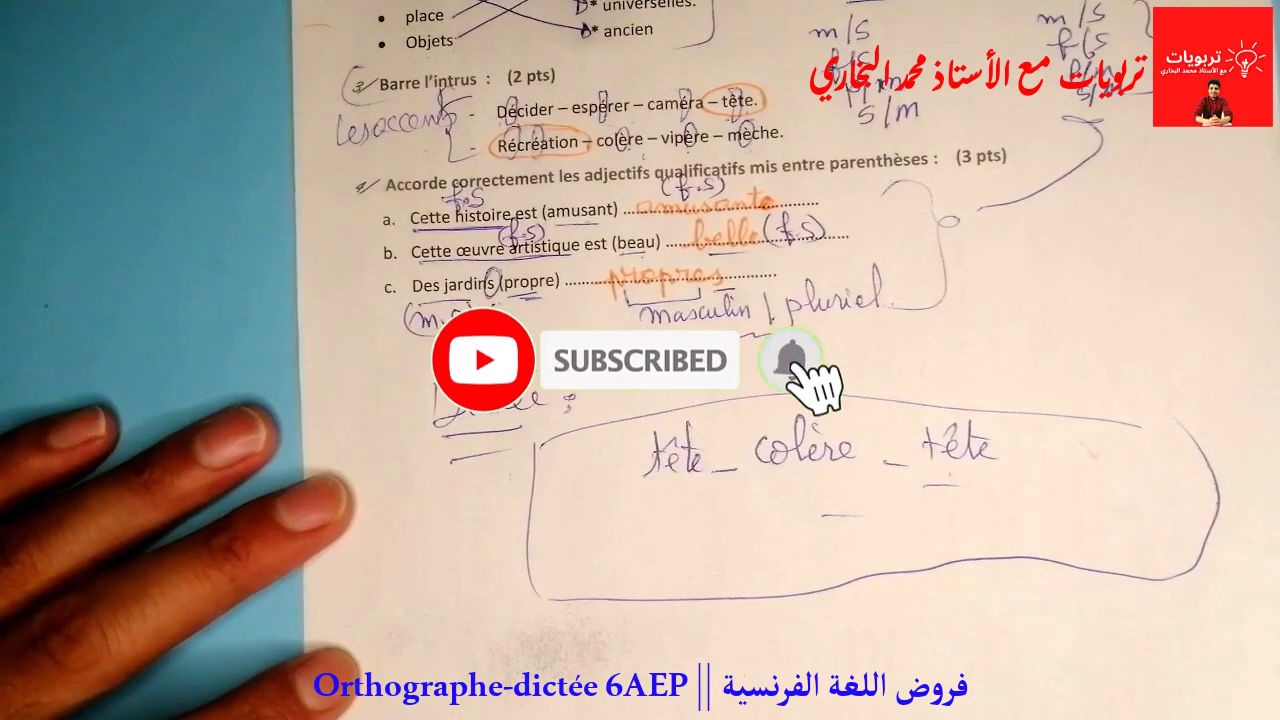 • place
* universelles.
• Objets
* ancien
m/s
f/s
s/m
m/s
f/s
تربويات مع الأستاذ محمد البخاري
تربويات
مع الأستاذ محمد البخاري
3/ Barre l'intrus : (2 pts)
Les accents
- Décider – espérer – caméra – tête.
- Récréation – colère – vipère – mèche.
4/ Accorde correctement les adjectifs qualificatifs mis entre parenthèses : (3 pts)
f.s (f.s)
a. Cette histoire est (amusant) ........ amusante ........
(f.s)
b. Cette œuvre artistique est (beau) ........ belle (f.s) ........
c. Des jardins (propre) ........ propres ........
masculin / pluriel
SUBSCRIBED
tête – colère – tête
Orthographe-dictée 6AEP || فروض اللغة الفرنسية